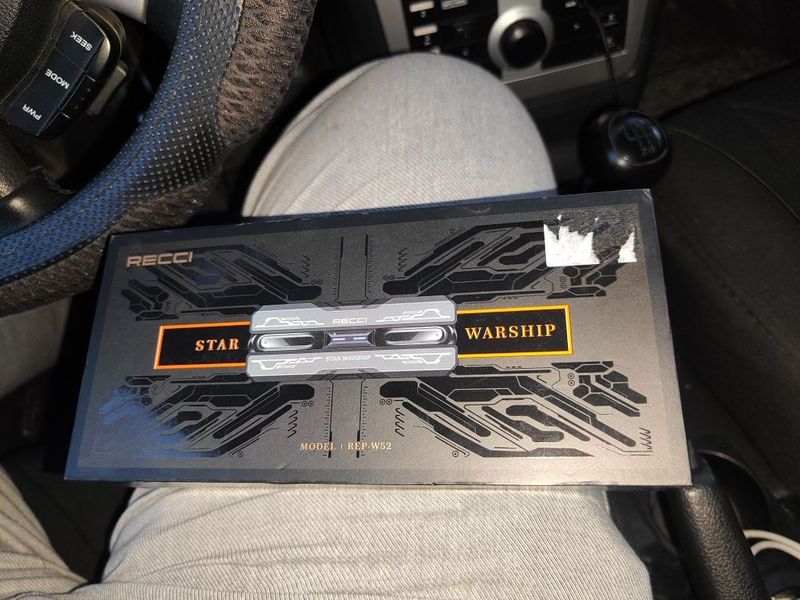 SEEK
MODE
PWR
RECCI
RECCI
STAR
WARSHIP
STAR WARSHIP
MODEL | REP-W52